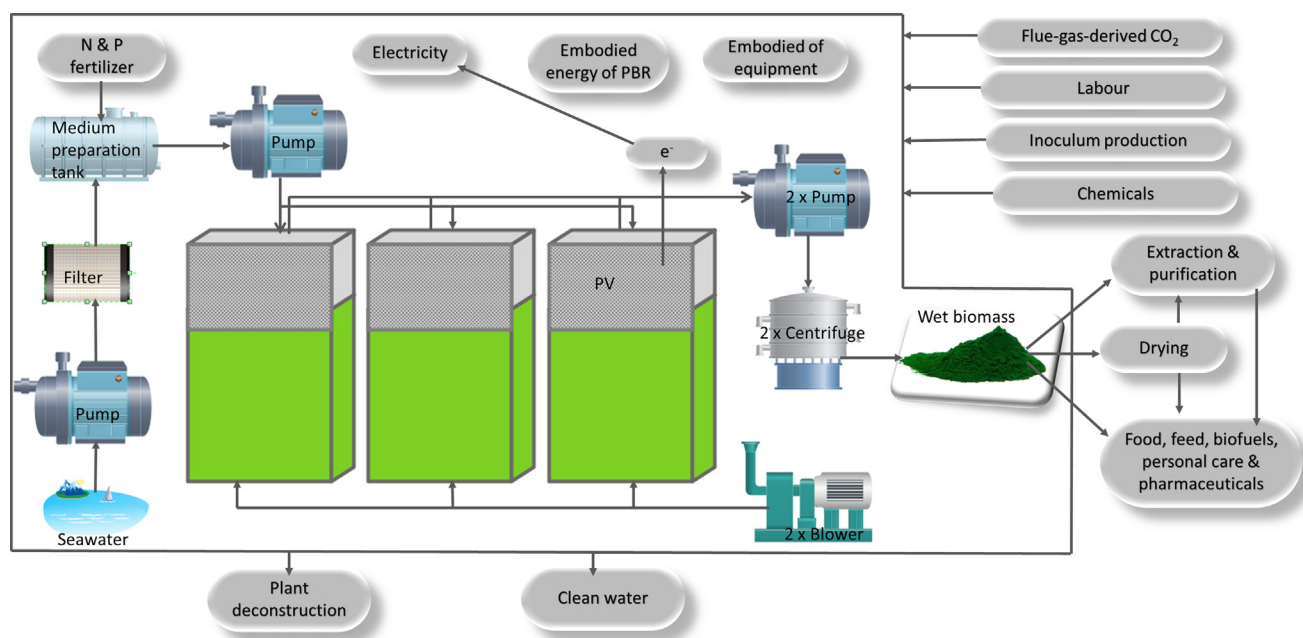 N & P
fertilizer
Electricity
Embodied
energy of PBR
Embodied of
equipment
Flue-gas-derived CO₂
Labour
Inoculum production
Chemicals
Medium
preparation
tank
Pump
e⁻
2 x Pump
Filter
PV
Extraction &
purification
2 x Centrifuge
Wet biomass
Drying
Pump
Food, feed, biofuels,
personal care &
pharmaceuticals
Seawater
2 x Blower
Plant
deconstruction
Clean water